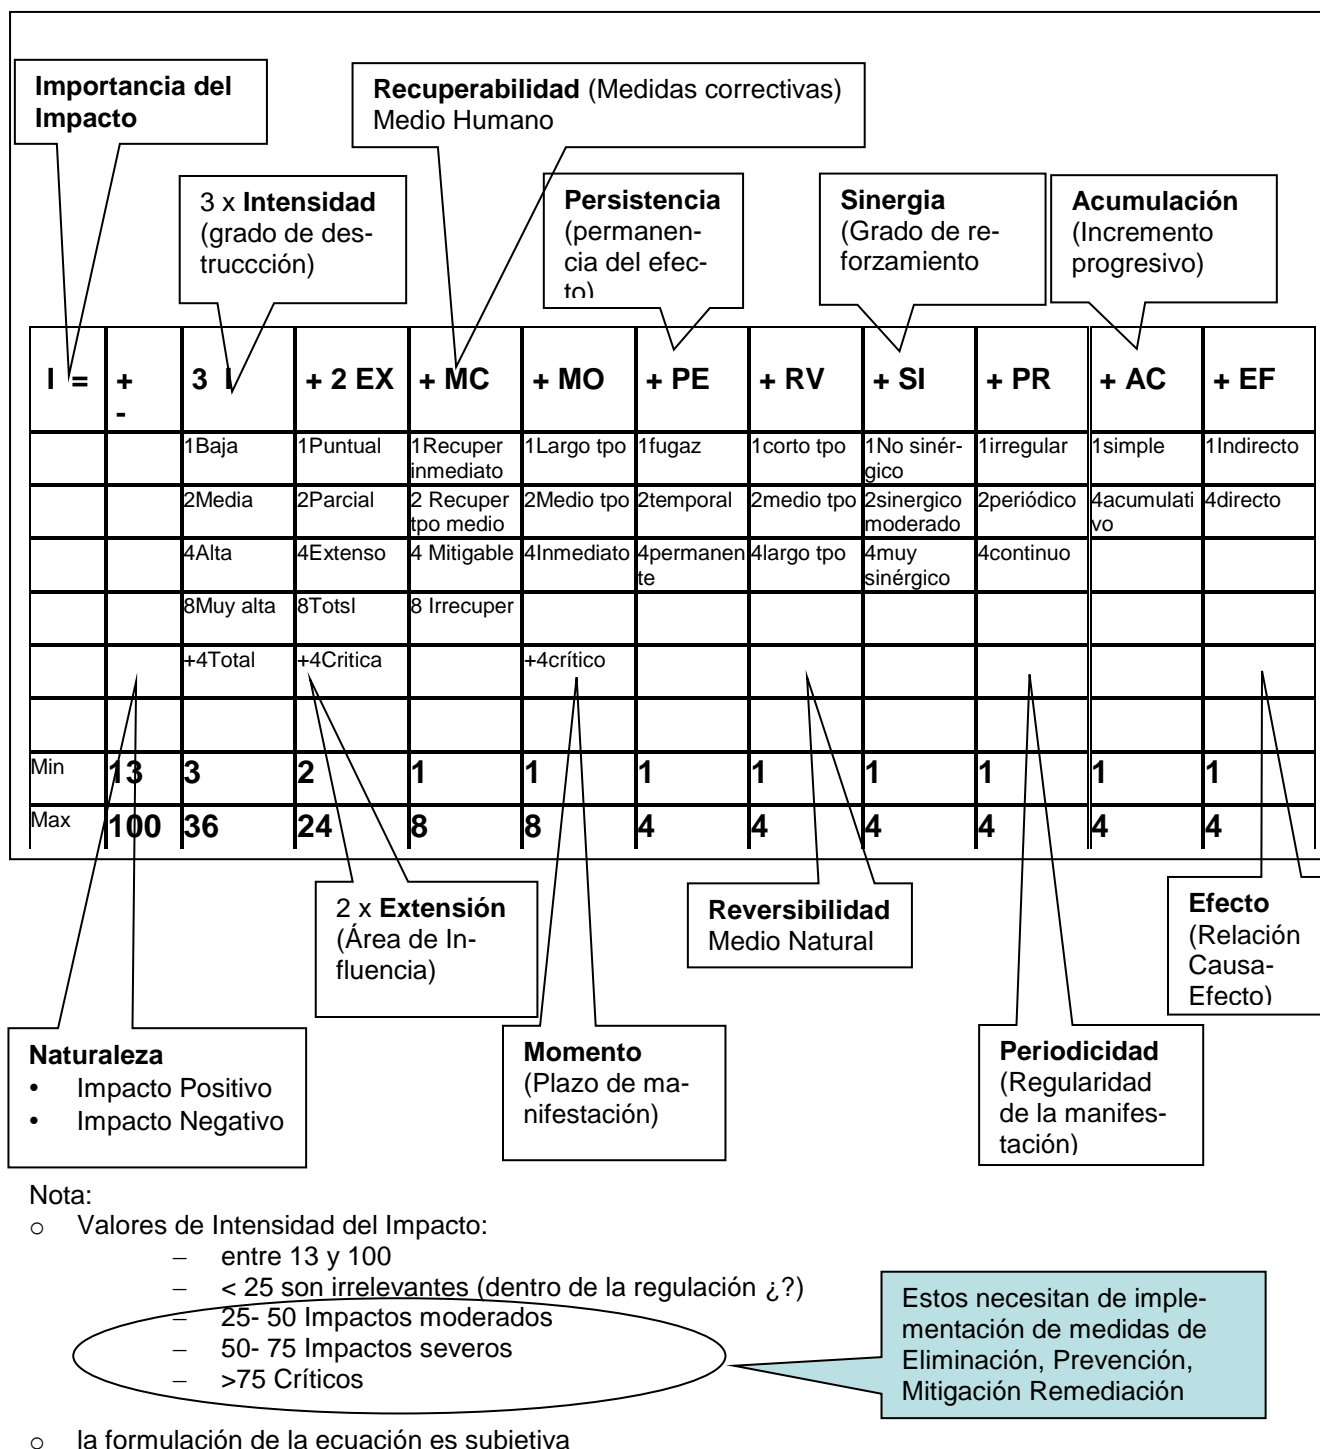 Importancia del
Impacto
Recuperabilidad (Medidas correctivas)
Medio Humano
3 x Intensidad
(grado de des-
truccción)
Persistencia
(permanen-
cia del efec-
to)
Sinergia
(Grado de re-
forzamiento
Acumulación
(Incremento
progresivo)
I = + - 3 I + 2 EX + MC + MO + PE + RV + SI + PR + AC + EF
1Baja 1Puntual 1Recuper inmediato 1Largo tpo 1fugaz 1corto tpo 1No sinér- gico 1irregular 1simple 1Indirecto
2Media 2Parcial 2 Recuper tpo medio 2Medio tpo 2temporal 2medio tpo 2sinergico moderado 2periódico 4acumulati vo 4directo
4Alta 4Extenso 4 Mitigable 4Inmediato 4permanen te 4largo tpo 4muy sinérgico 4continuo
8Muy alta 8Totsl 8 Irrecuper
+4Total +4Critica +4crítico
Min 13 3 2 1 1 1 1 1 1 1 1
Max 100 36 24 8 8 4 4 4 4 4 4
2 x Extensión
(Área de In-
fluencia)
Reversibilidad
Medio Natural
Efecto
(Relación
Causa-
Efecto)
Naturaleza
• Impacto Positivo
• Impacto Negativo
Momento
(Plazo de ma-
nifestación)
Periodicidad
(Regularidad
de la manifes-
tación)
Nota:
o Valores de Intensidad del Impacto:
– entre 13 y 100
– < 25 son irrelevantes (dentro de la regulación ¿?)
– 25- 50 Impactos moderados
– 50- 75 Impactos severos
– >75 Críticos
Estos necesitan de imple-
mentación de medidas de
Eliminación, Prevención,
Mitigación Remediación
o la formulación de la ecuación es subjetiva